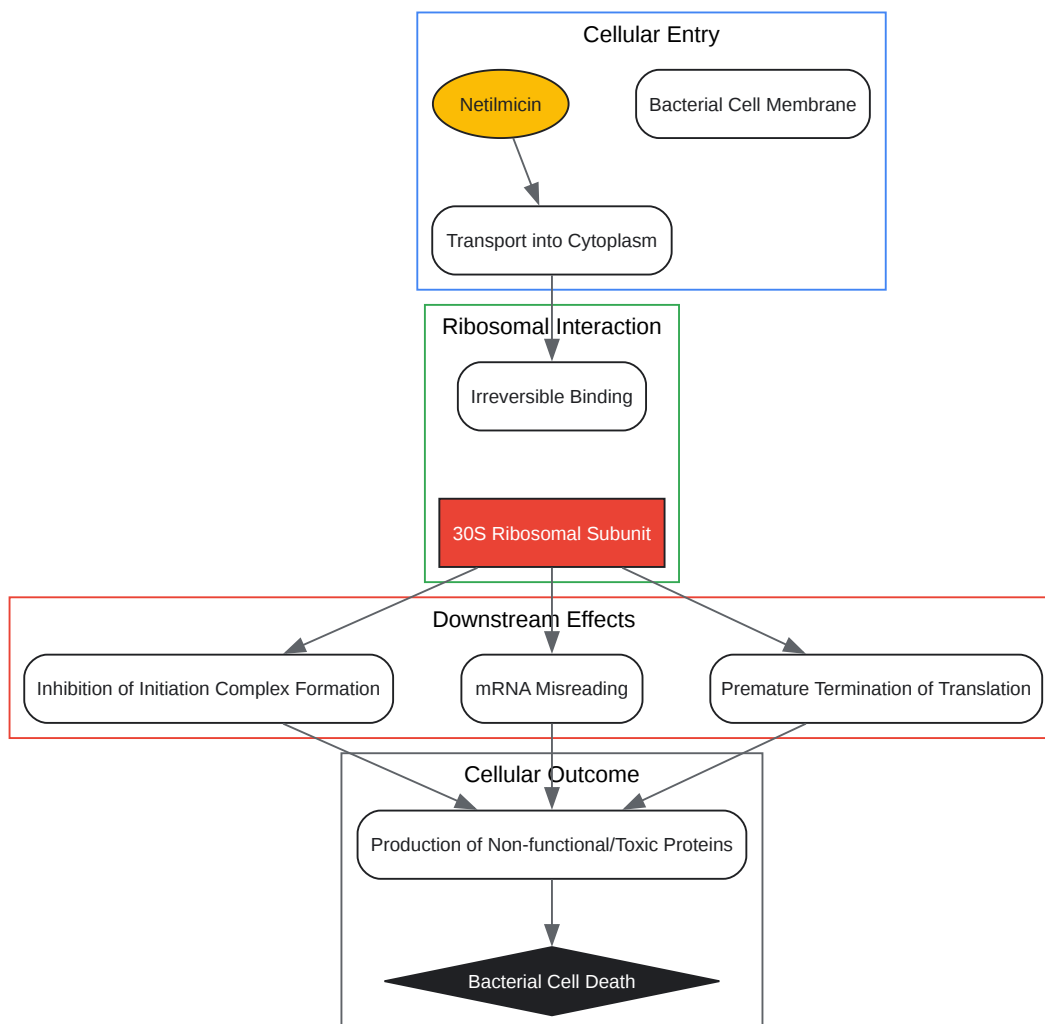 Cellular Entry
Netilmicin
Bacterial Cell Membrane
Transport into Cytoplasm
Ribosomal Interaction
Irreversible Binding
30S Ribosomal Subunit
Downstream Effects
Inhibition of Initiation Complex Formation
mRNA Misreading
Premature Termination of Translation
Cellular Outcome
Production of Non-functional/Toxic Proteins
Bacterial Cell Death